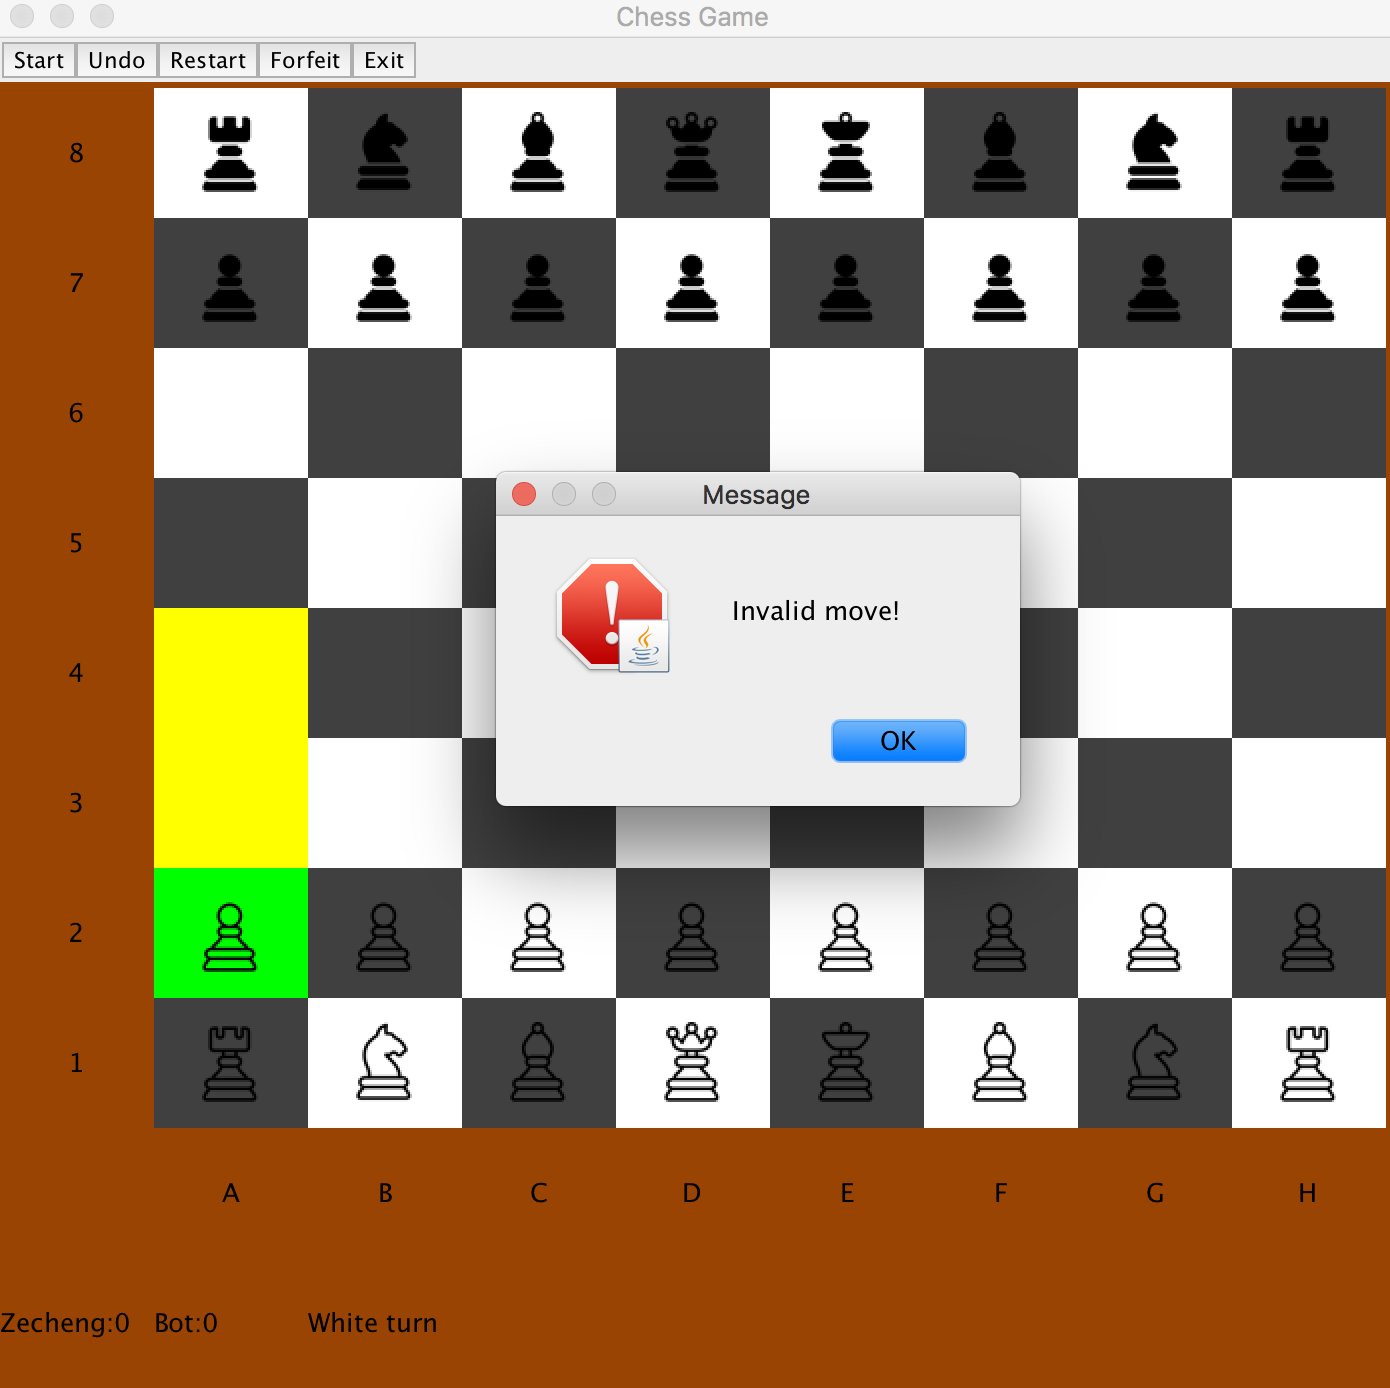 Chess Game
Start Undo Restart Forfeit Exit
8
7
6
5
Message
Invalid move!
4
OK
3
2
1
A B C D E F G H
Zecheng:0 Bot:0 White turn